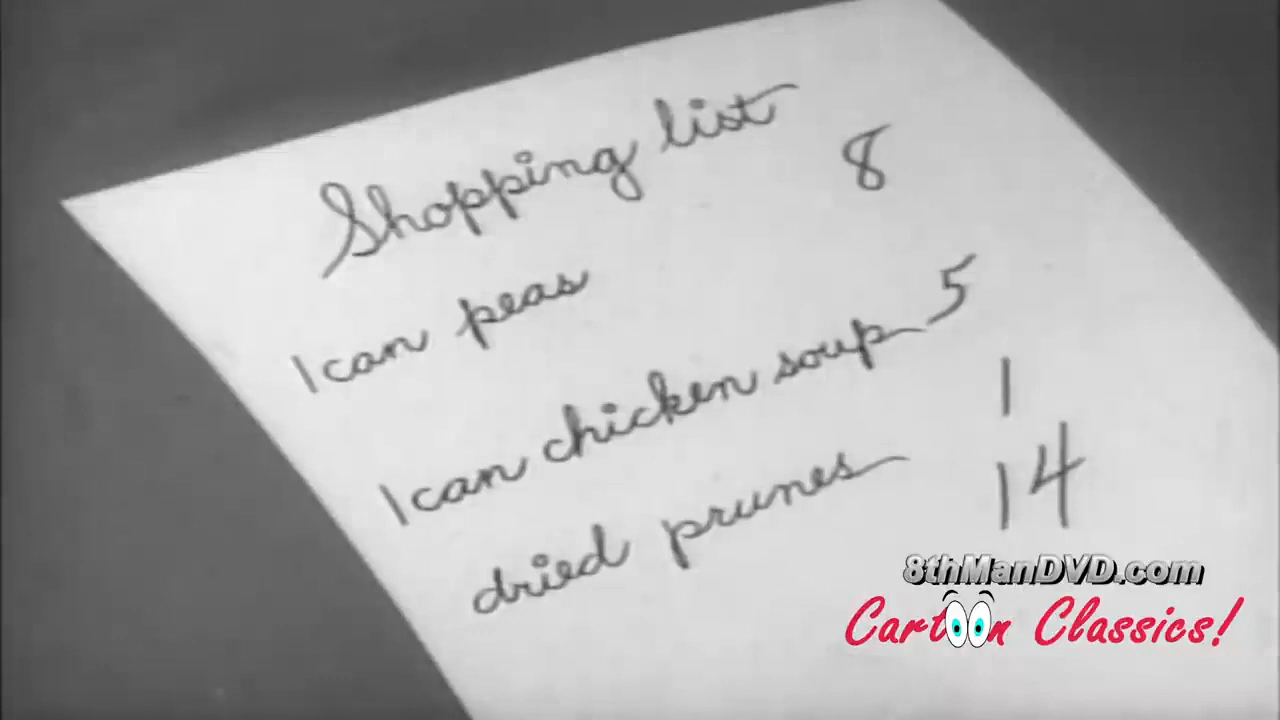 Shopping list
8
1 can peas
5
1 can chicken soup
1
dried prunes
14
8thManDVD.com
Cartoon Classics!